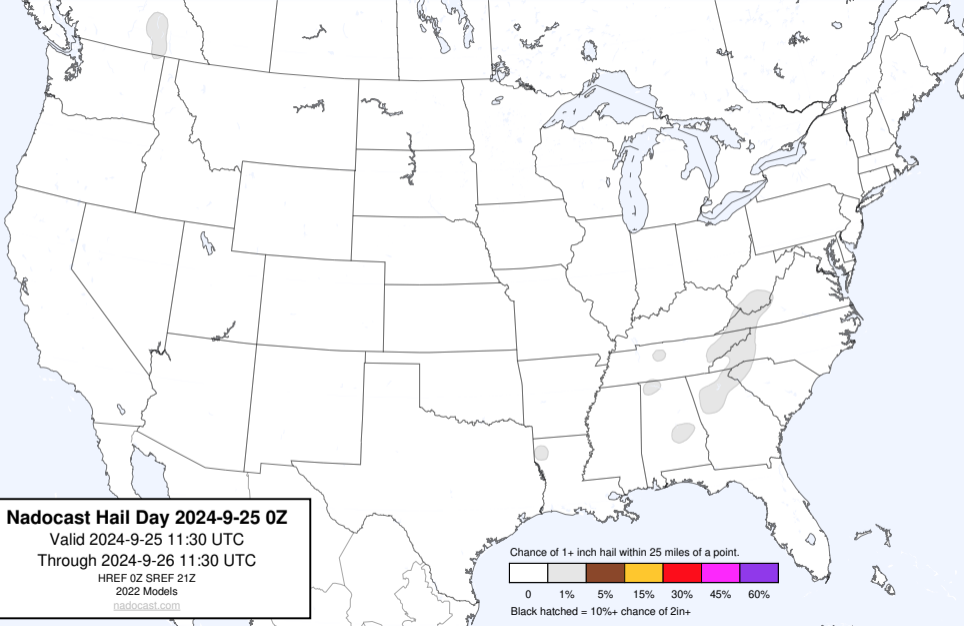 Nadocast Hail Day 2024-9-25 0Z
Valid 2024-9-25 11:30 UTC
Through 2024-9-26 11:30 UTC
HREF 0Z SREF 21Z
2022 Models
nadocast.com
Chance of 1+ inch hail within 25 miles of a point.
0 1% 5% 15% 30% 45% 60%
Black hatched = 10%+ chance of 2in+